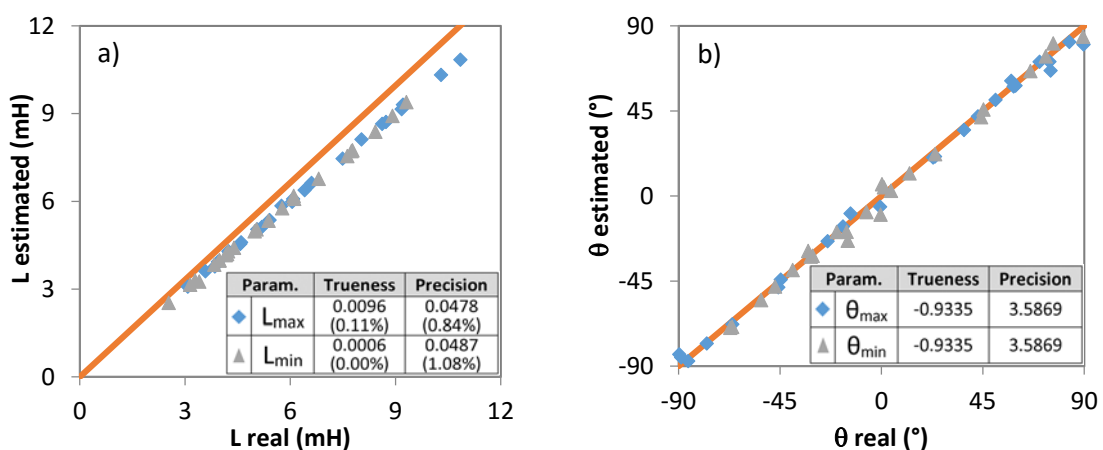 a)
L estimated (mH)
12
9
6
3
0
0 3 6 9 12
L real (mH)
Param. Trueness Precision
Lmax 0.0096 (0.11%) 0.0478 (0.84%)
Lmin 0.0006 (0.00%) 0.0487 (1.08%)
b)
θ estimated (°)
90
45
0
-45
-90
-90 -45 0 45 90
θ real (°)
Param. Trueness Precision
θmax -0.9335 3.5869
θmin -0.9335 3.5869